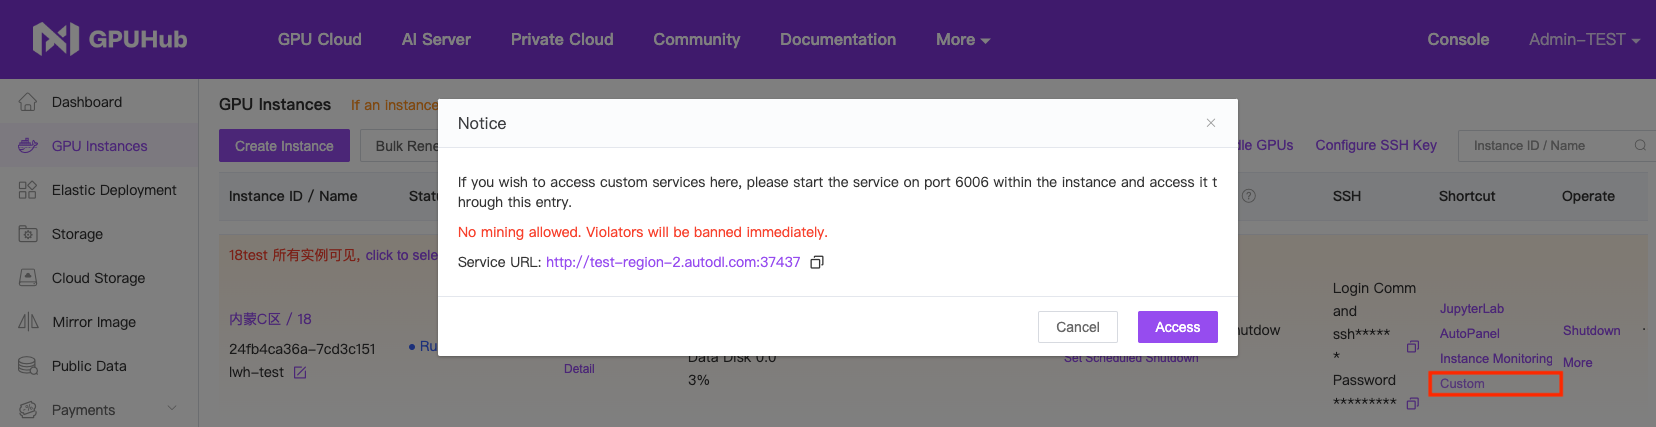 GPUHub
GPU Cloud
AI Server
Private Cloud
Community
Documentation
More
Console
Admin-TEST
Dashboard
GPU Instances
Elastic Deployment
Storage
Cloud Storage
Mirror Image
Public Data
Payments
GPU Instances
If an instance
Create Instance
Bulk Rene
dle GPUs
Configure SSH Key
Instance ID / Name
Instance ID / Name
Stat
SSH
Shortcut
Operate
18test 所有实例可见, click to sele
内蒙C区 / 18
24fb4ca36a-7cd3c151
lwh-test
Ru
Detail
Data Disk 0.0
3%
Set Scheduled Shutdown
hutdow
Login Comm
and
ssh*****
*
Password
*********
JupyterLab
AutoPanel
Instance Monitoring
Custom
Shutdown
More
Notice
If you wish to access custom services here, please start the service on port 6006 within the instance and access it t
hrough this entry.
No mining allowed. Violators will be banned immediately.
Service URL: http://test-region-2.autodl.com:37437
Cancel
Access